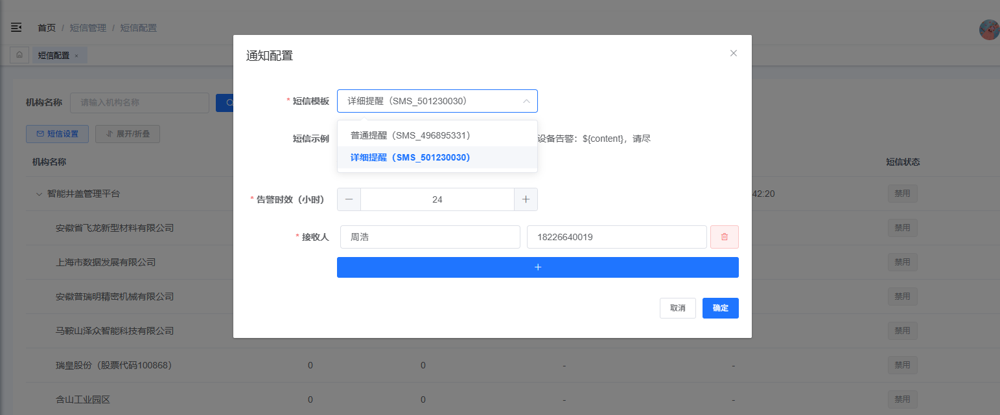 首页 / 短信管理 / 短信配置
短信配置 ×
通知配置
机构名称 请输入机构名称
* 短信模板 详细提醒（SMS_501230030）
短信设置 展开/折叠
短信示例 设备告警：${content}，请尽
普通提醒（SMS_496895331）
详细提醒（SMS_501230030）
机构名称 短信状态
智能井盖管理平台 42:20 禁用
* 告警时效（小时） 24
安徽省飞龙新型材料有限公司 禁用
* 接收人 周浩 18226640019
上海市数据发展有限公司 禁用
安徽普瑞明精密机械有限公司 禁用
取消 确定
马鞍山泽众智能科技有限公司 禁用
瑞皇股份（股票代码100868） 0 0 - - 禁用
含山工业园区 0 0 - - 禁用